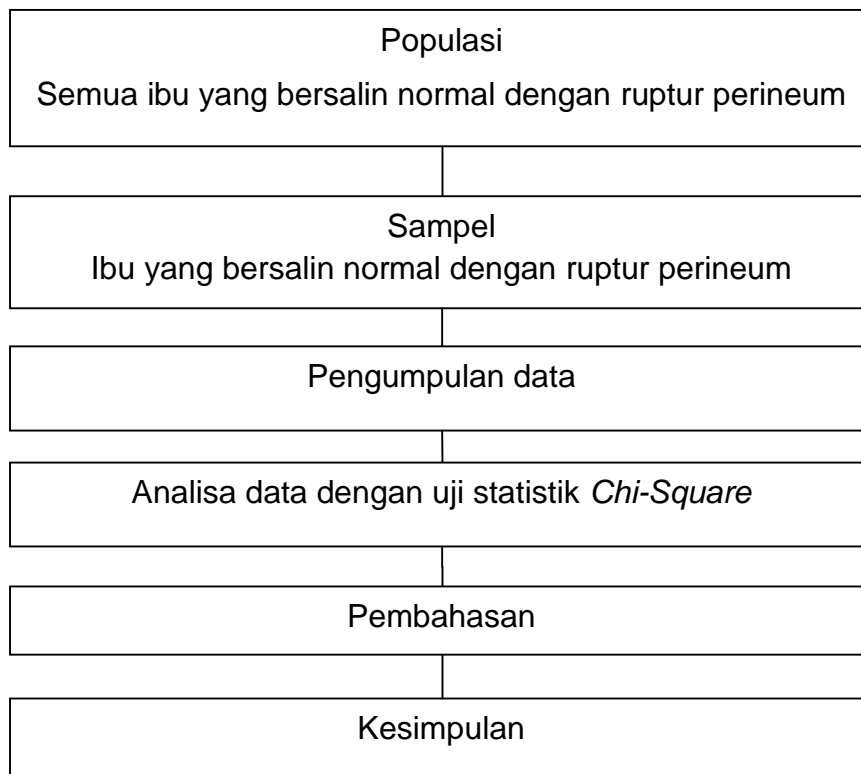 Populasi
Semua ibu yang bersalin normal dengan ruptur perineum
Sampel
Ibu yang bersalin normal dengan ruptur perineum
Pengumpulan data
Analisa data dengan uji statistik Chi-Square
Pembahasan
Kesimpulan